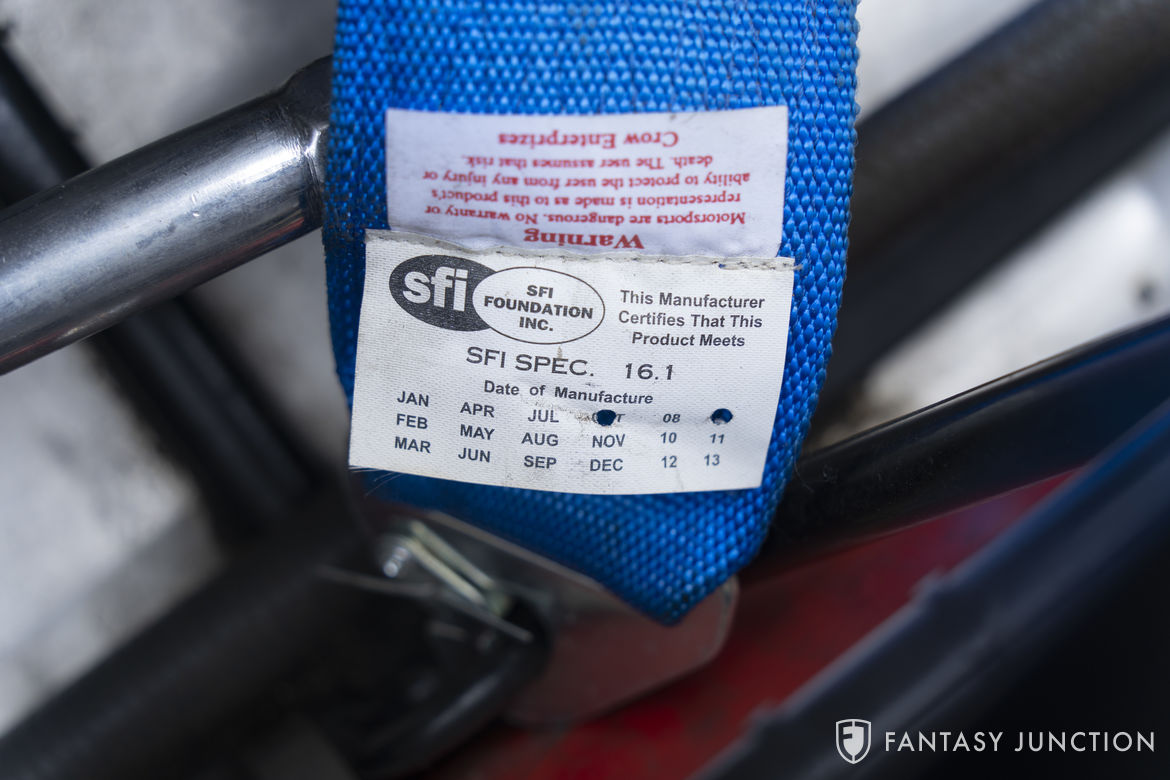 Warning
Motorsports are dangerous. No warranty or
representation is made as to this product's
ability to protect the user from any injury or
death. The user assumes that risk.
Crow Enterprizes
sfi
SFI
FOUNDATION
INC.
This Manufacturer
Certifies That This
Product Meets
SFI SPEC. 16.1
Date of Manufacture
JAN APR JUL 08
FEB MAY AUG NOV 10 11
MAR JUN SEP DEC 12 13
FANTASY JUNCTION